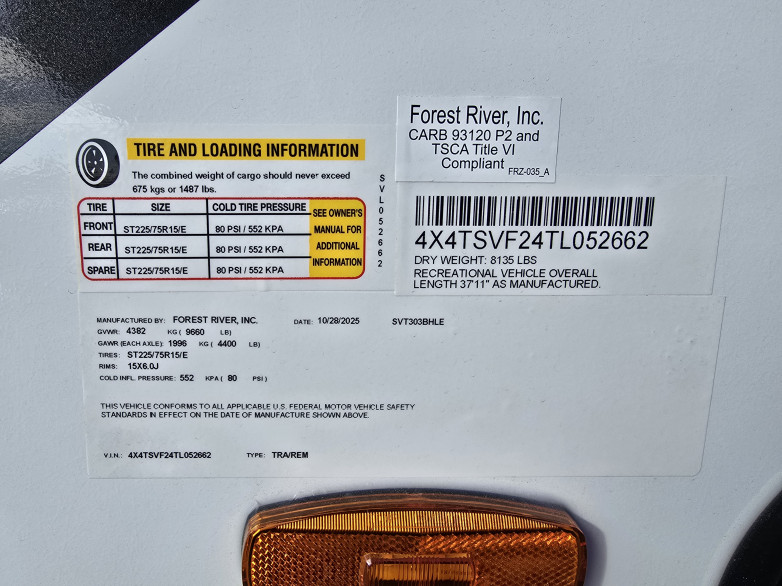 Forest River, Inc.
CARB 93120 P2 and
TSCA Title VI
Compliant
FRZ-035_A
TIRE AND LOADING INFORMATION
The combined weight of cargo should never exceed
675 kgs or 1487 lbs.
TIRE SIZE COLD TIRE PRESSURE SEE OWNER'S MANUAL FOR ADDITIONAL INFORMATION
FRONT ST225/75R15/E 80 PSI / 552 KPA
REAR ST225/75R15/E 80 PSI / 552 KPA
SPARE ST225/75R15/E 80 PSI / 552 KPA
SVL052662
4X4TSVF24TL052662
DRY WEIGHT: 8135 LBS
RECREATIONAL VEHICLE OVERALL
LENGTH 37'11" AS MANUFACTURED.
MANUFACTURED BY: FOREST RIVER, INC. DATE: 10/28/2025 SVT303BHLE
GVWR: 4382 KG ( 9660 LB)
GAWR (EACH AXLE): 1996 KG ( 4400 LB)
TIRES: ST225/75R15/E
RIMS: 15X6.0J
COLD INFL. PRESSURE: 552 KPA ( 80 PSI )
THIS VEHICLE CONFORMS TO ALL APPLICABLE U.S. FEDERAL MOTOR VEHICLE SAFETY
STANDARDS IN EFFECT ON THE DATE OF MANUFACTURE SHOWN ABOVE.
V.I.N.: 4X4TSVF24TL052662 TYPE: TRA/REM